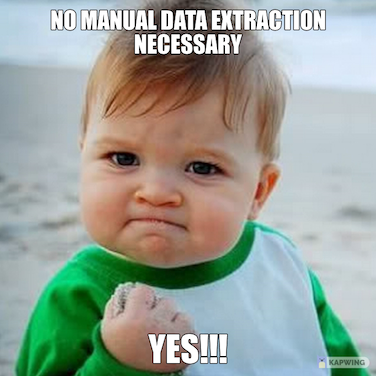 NO MANUAL DATA EXTRACTION
NECESSARY
YES!!!
KAPWING